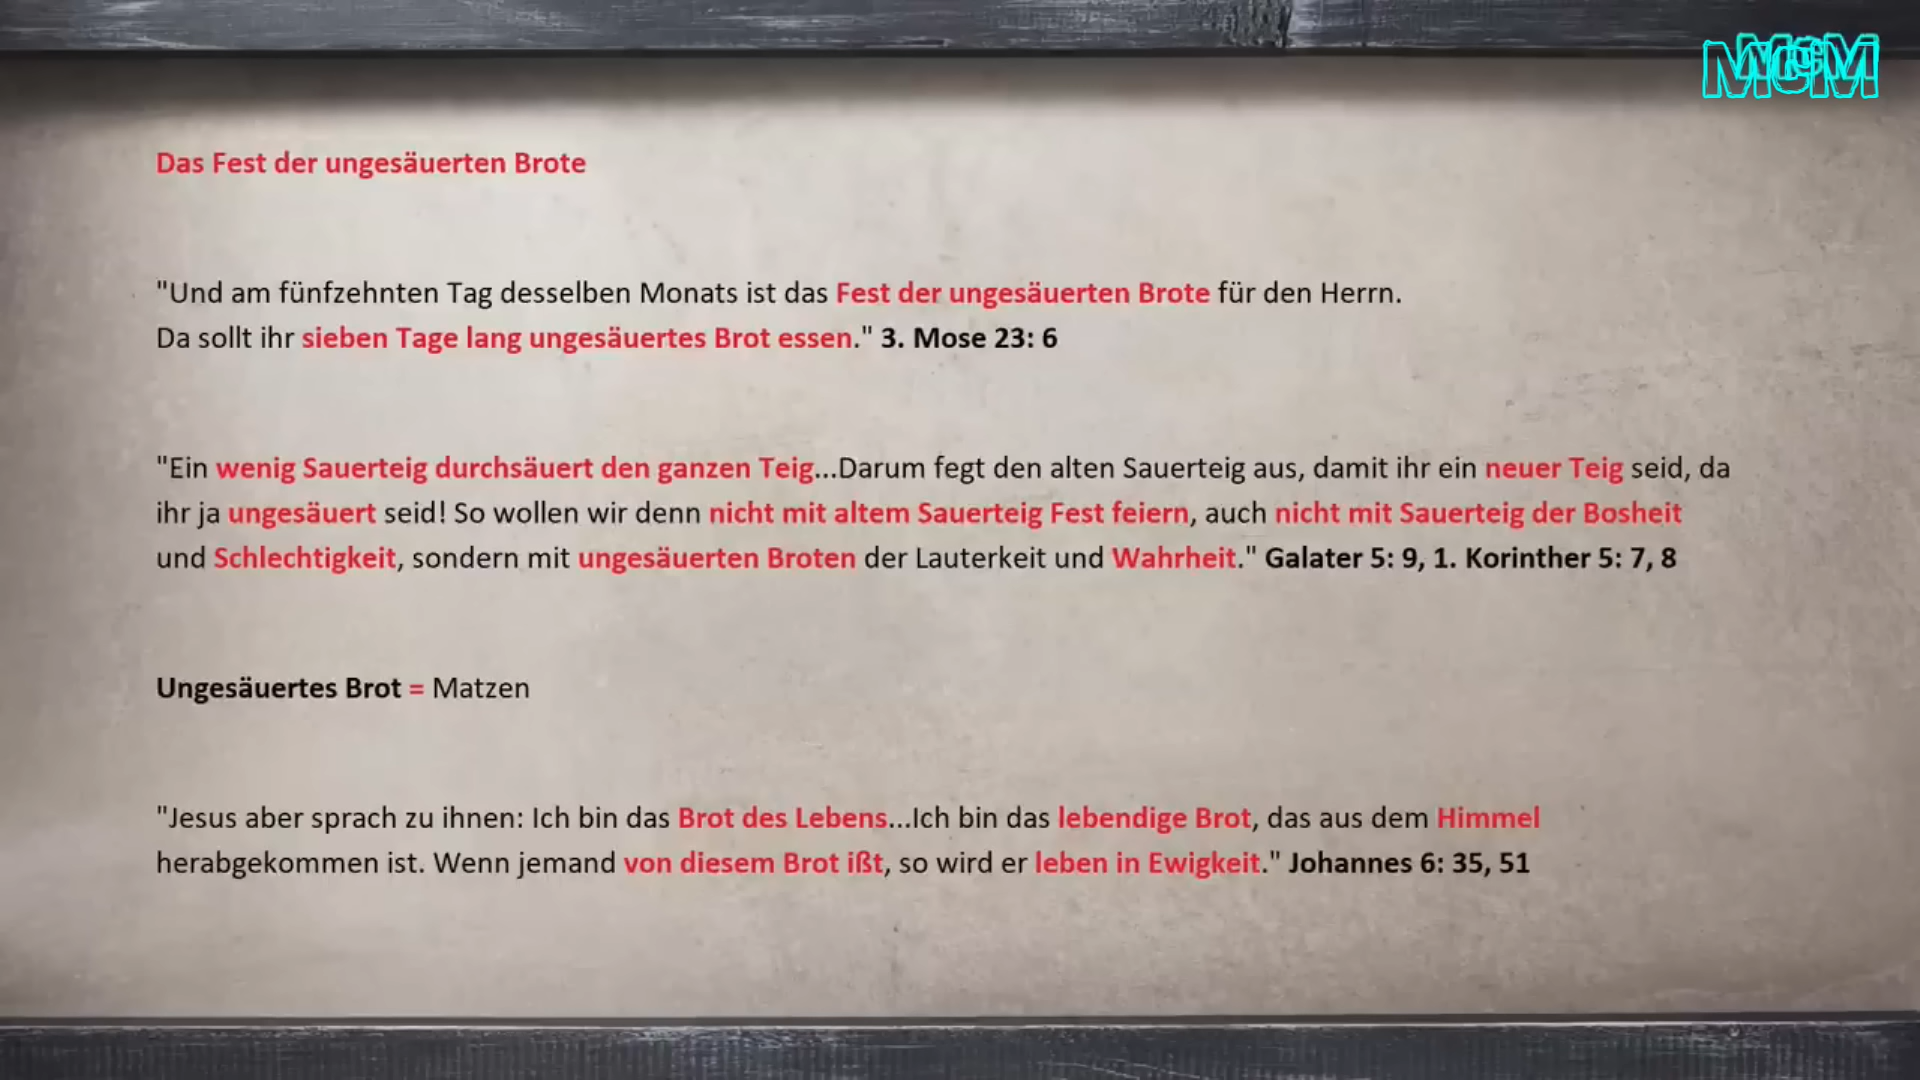 McM
Das Fest der ungesäuerten Brote
"Und am fünfzehnten Tag desselben Monats ist das Fest der ungesäuerten Brote für den Herrn.
Da sollt ihr sieben Tage lang ungesäuertes Brot essen." 3. Mose 23: 6
"Ein wenig Sauerteig durchsäuert den ganzen Teig...Darum fegt den alten Sauerteig aus, damit ihr ein neuer Teig seid, da
ihr ja ungesäuert seid! So wollen wir denn nicht mit altem Sauerteig Fest feiern, auch nicht mit Sauerteig der Bosheit
und Schlechtigkeit, sondern mit ungesäuerten Broten der Lauterkeit und Wahrheit." Galater 5: 9, 1. Korinther 5: 7, 8
Ungesäuertes Brot = Matzen
"Jesus aber sprach zu ihnen: Ich bin das Brot des Lebens...Ich bin das lebendige Brot, das aus dem Himmel
herabgekommen ist. Wenn jemand von diesem Brot ißt, so wird er leben in Ewigkeit." Johannes 6: 35, 51